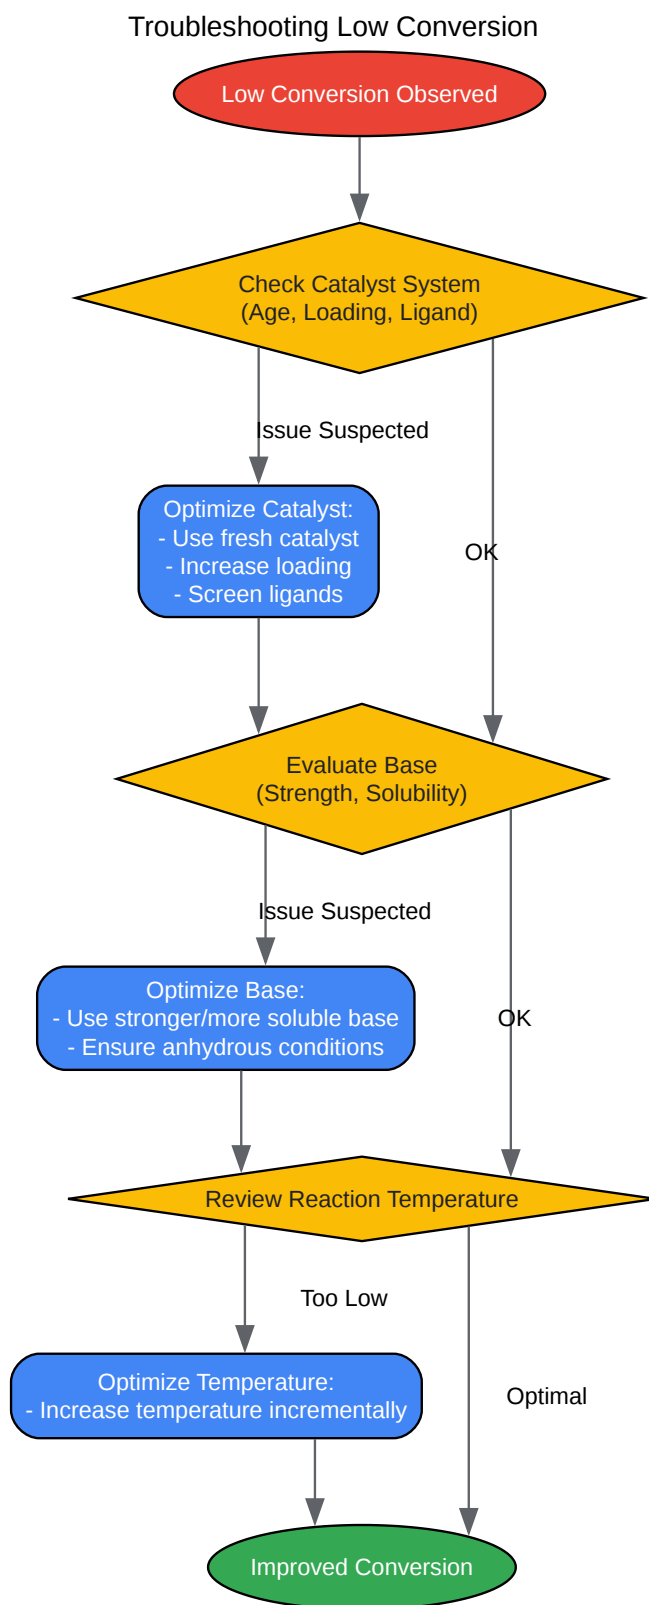 Troubleshooting Low Conversion
Low Conversion Observed
Check Catalyst System
(Age, Loading, Ligand)
Issue Suspected
Optimize Catalyst:
- Use fresh catalyst
- Increase loading
- Screen ligands
OK
Evaluate Base
(Strength, Solubility)
Issue Suspected
Optimize Base:
- Use stronger/more soluble base
- Ensure anhydrous conditions
OK
Review Reaction Temperature
Too Low
Optimize Temperature:
- Increase temperature incrementally
Optimal
Improved Conversion